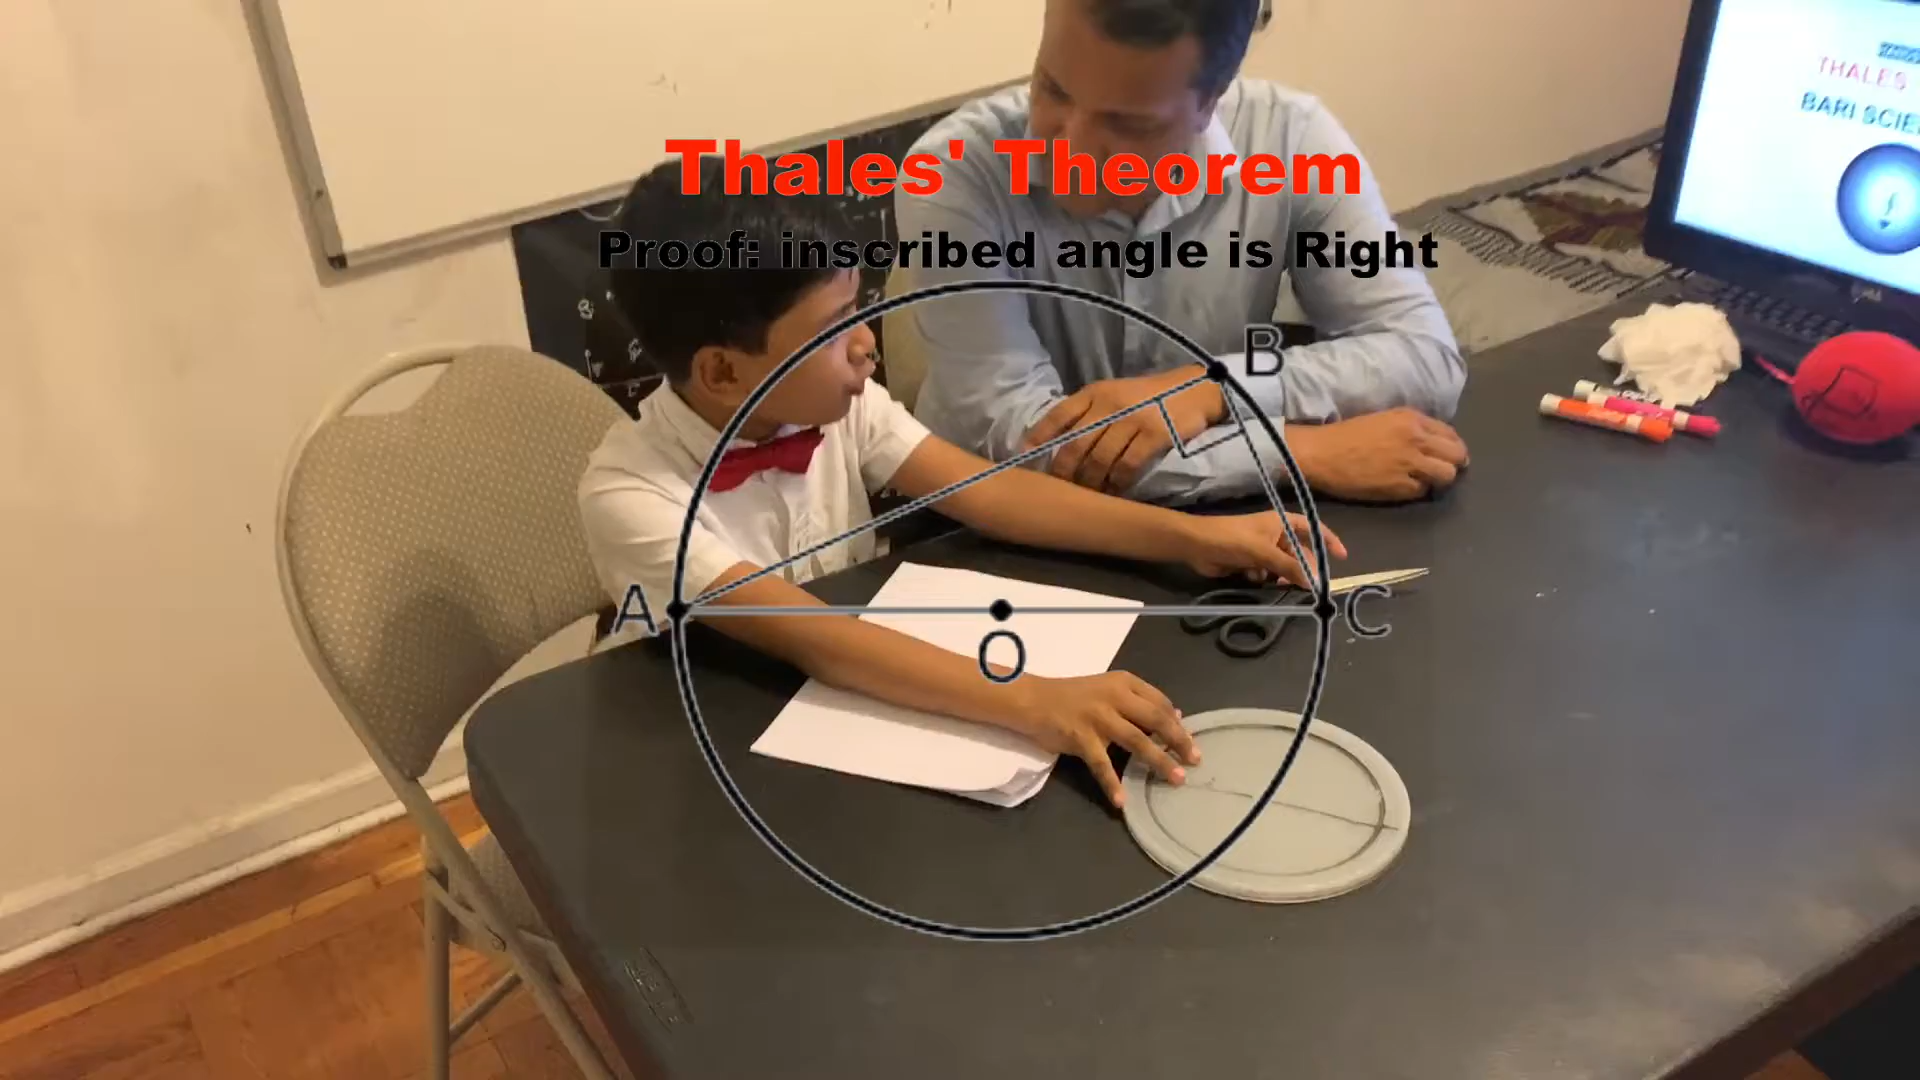 Thales' Theorem
Proof: inscribed angle is Right
B
A
C
O
THALES
BARI SCIE